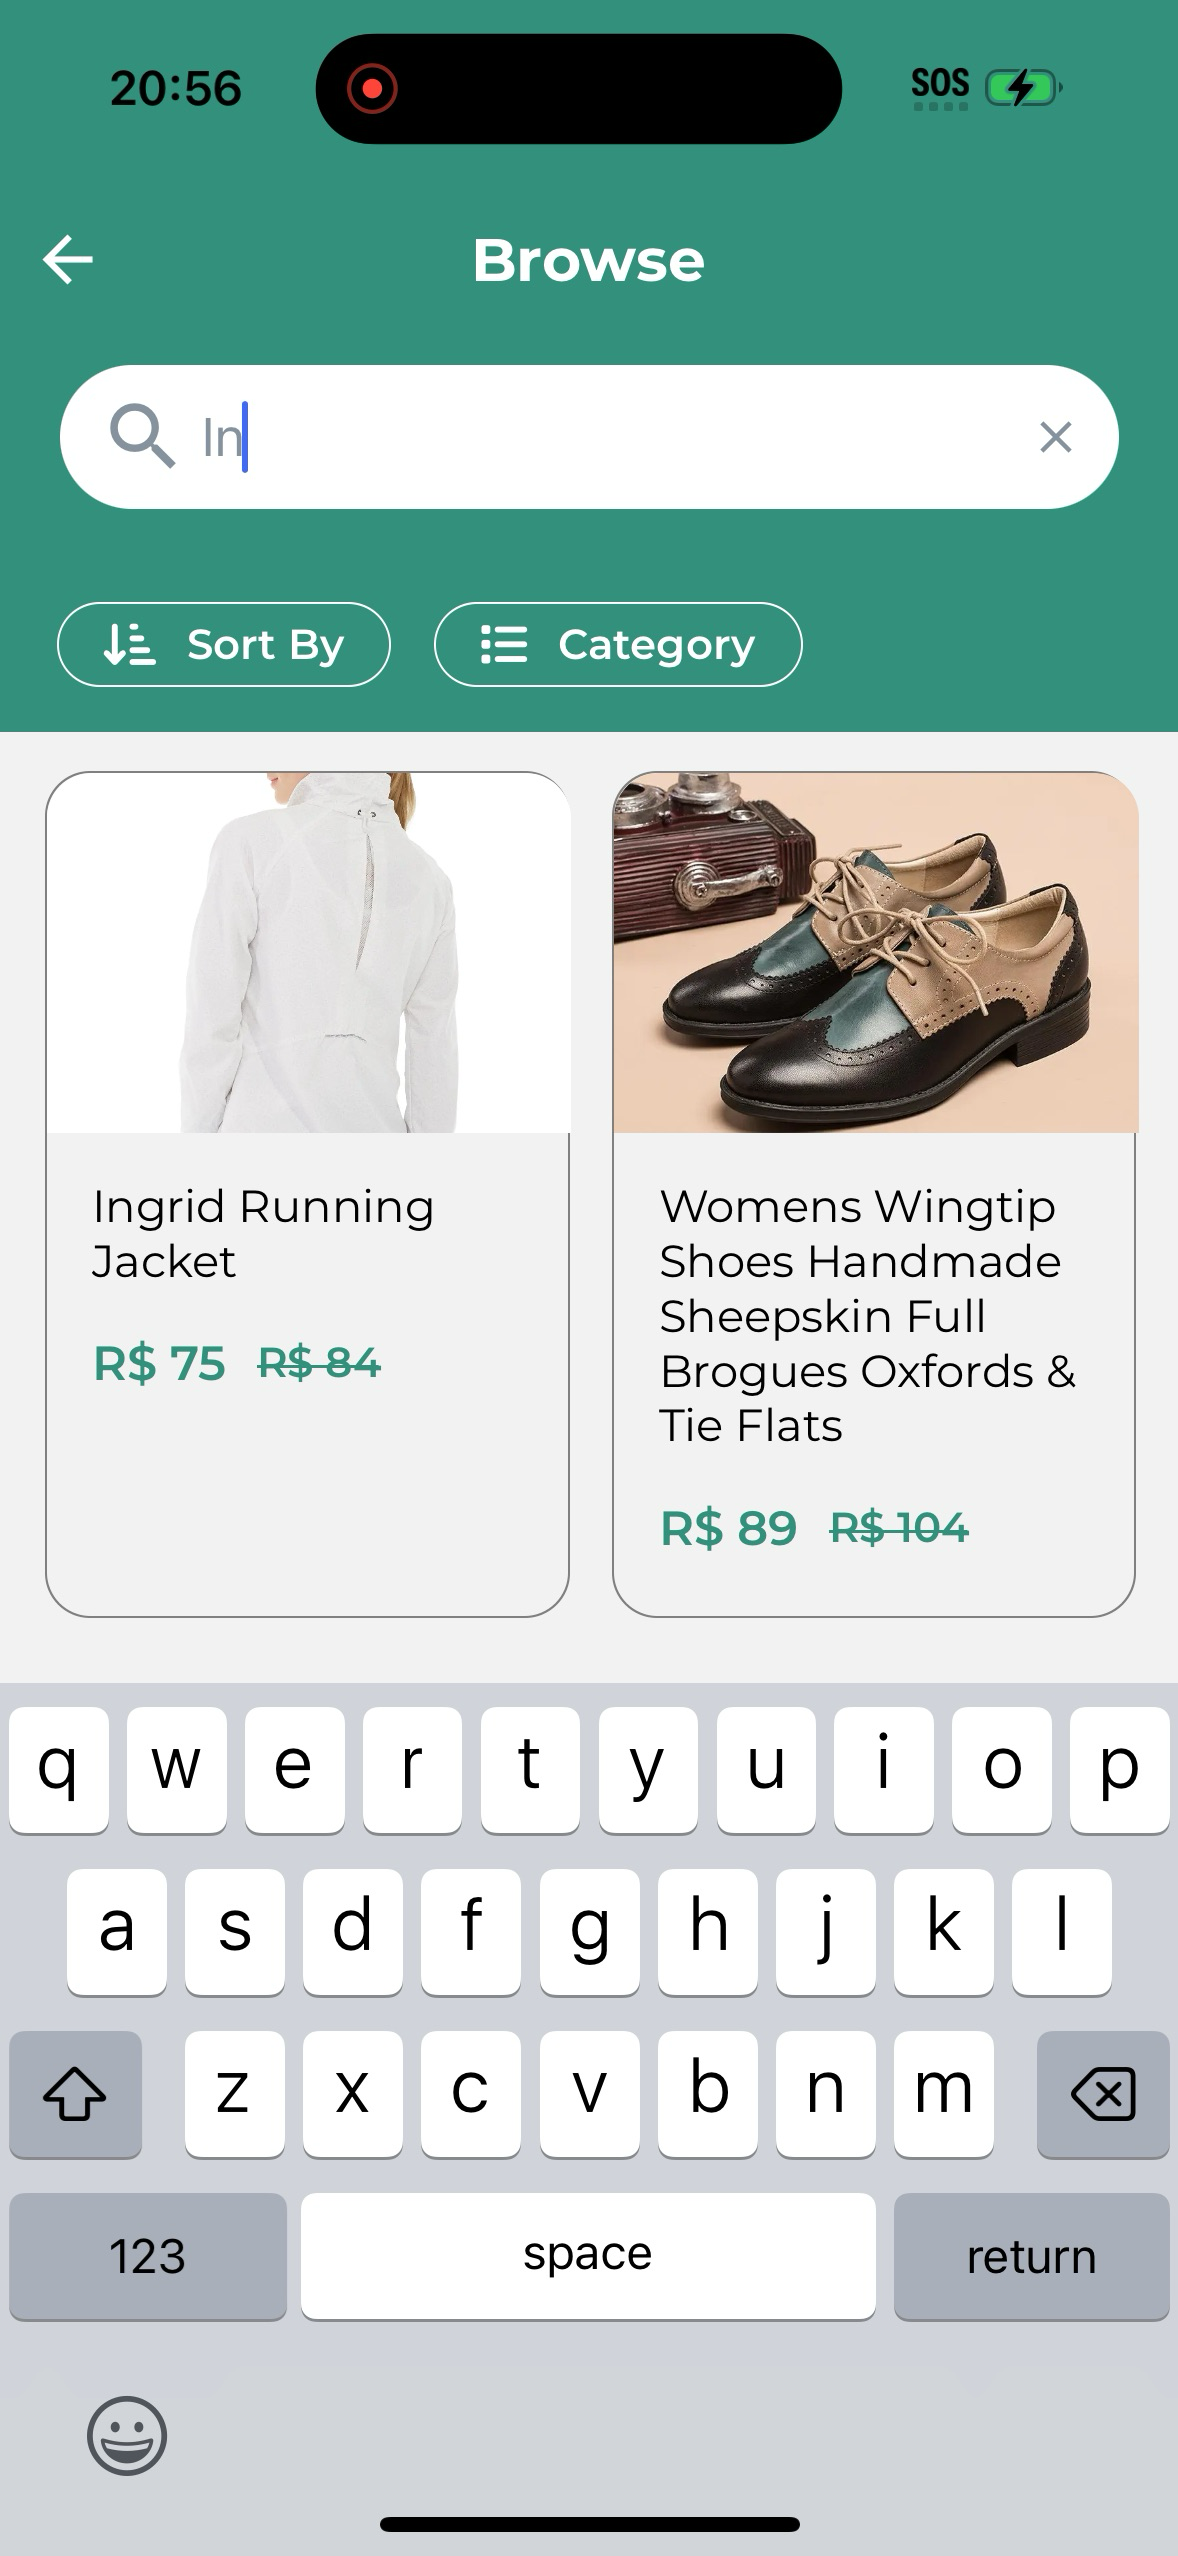 20:56
SOS
Browse
In
Sort By
Category
Ingrid Running
Jacket
R$ 75 R$ 84
Womens Wingtip
Shoes Handmade
Sheepskin Full
Brogues Oxfords &
Tie Flats
R$ 89 R$ 104
q w e r t y u i o p
a s d f g h j k l
z x c v b n m
123 space return